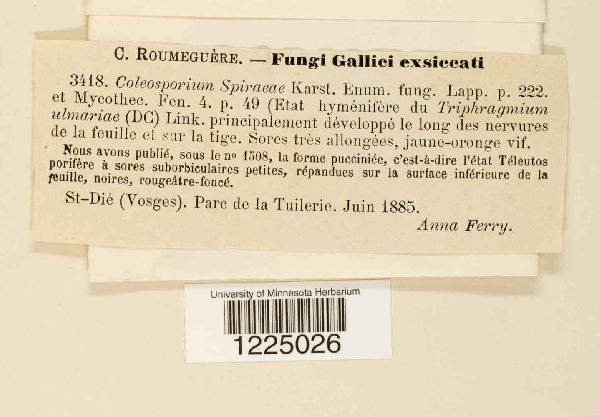 C. ROUMEGUÈRE. — Fungi Gallici exsiccati
3418. Coleosporium Spiraeae Karst. Enum. fung. Lapp. p. 222.
et Mycothec. Fen. 4. p. 49 (Etat hyménifère du Triphragmium
ulmariae (DC) Link. principalement développé le long des nervures
de la feuille et sur la tige. Sores très allongées, jaune-oronge vif.
Nous avons publié, sous le nº 1508, la forme pucciniée, c'est-à-dire l'état Téleutos
porifère à sores suborbiculaires petites, répandues sur la surface inférieure de la
feuille, noires, rougeâtre-foncé.
St-Dié (Vosges). Parc de la Tuilerie. Juin 1885.
Anna Ferry.
University of Minnesota Herbarium
1225026